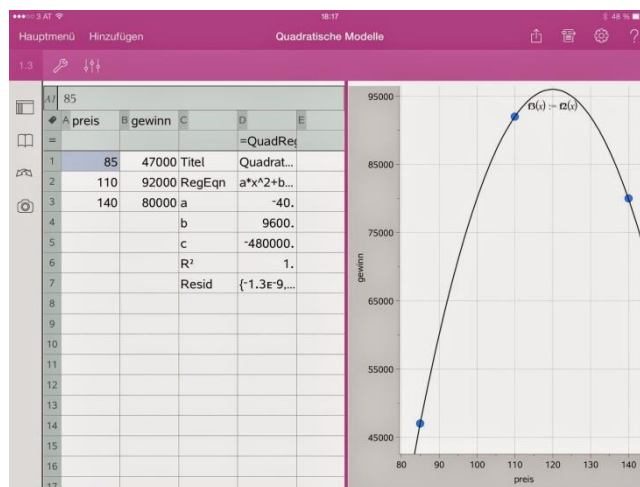 3 AT 18:17 48 %
Hauptmenü Hinzufügen Quadratische Modelle ?
1.3
A1 85
A preis B gewinn C D E
= =QuadReg
1 85 47000 Titel Quadrat...
2 110 92000 RegEqn a*x^2+b...
3 140 80000 a -40.
4 b 9600.
5 c -480000.
6 R² 1.
7 Resid {-1.3E-9,...
8
9
10
11
12
13
14
15
16
17
95000
f3(x) := f2(x)
85000
75000
gewinn
65000
55000
45000
80 90 100 110 120 130 140
preis